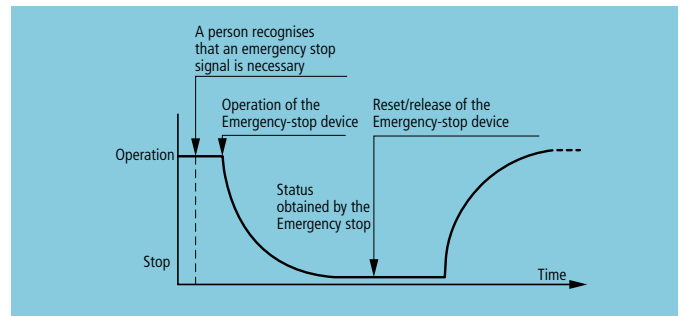 A person recognises
that an emergency stop
signal is necessary
Operation of the
Emergency-stop device
Reset/release of the
Emergency-stop device
Operation
Status
obtained by the
Emergency stop
Stop
Time